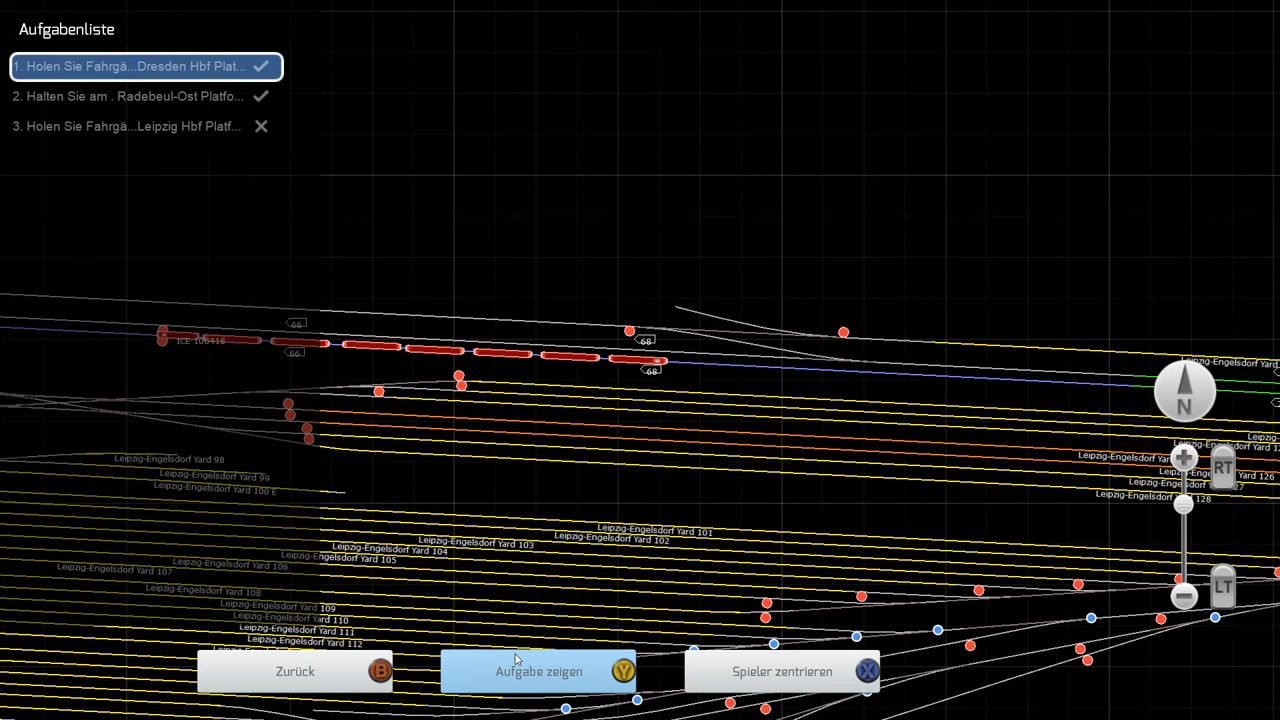 Aufgabenliste
1. Holen Sie Fahrgä...Dresden Hbf Plat...
2. Halten Sie am . Radebeul-Ost Platfo...
3. Holen Sie Fahrgä...Leipzig Hbf Platf...
66
ICE 100418
66
68
68
Leipzig-Engelsdorf Yard
N
Leipzig-Engelsdorf Yard 98
Leipzig-Engelsdorf Yard 99
Leipzig-Engelsdorf Yard 100 E
RT
Leipzig-Engelsdorf Yard 126
Leipzig-Engelsdorf Yard 127
Leipzig-Engelsdorf Yard 128
Leipzig-Engelsdorf Yard 101
Leipzig-Engelsdorf Yard 102
Leipzig-Engelsdorf Yard 103
Leipzig-Engelsdorf Yard 104
Leipzig-Engelsdorf Yard 105
Leipzig-Engelsdorf Yard 106
Leipzig-Engelsdorf Yard 107
Leipzig-Engelsdorf Yard 108
LT
Leipzig-Engelsdorf Yard 109
Leipzig-Engelsdorf Yard 110
Leipzig-Engelsdorf Yard 111
Leipzig-Engelsdorf Yard 112
Zurück B
Aufgabe zeigen Y
Spieler zentrieren X